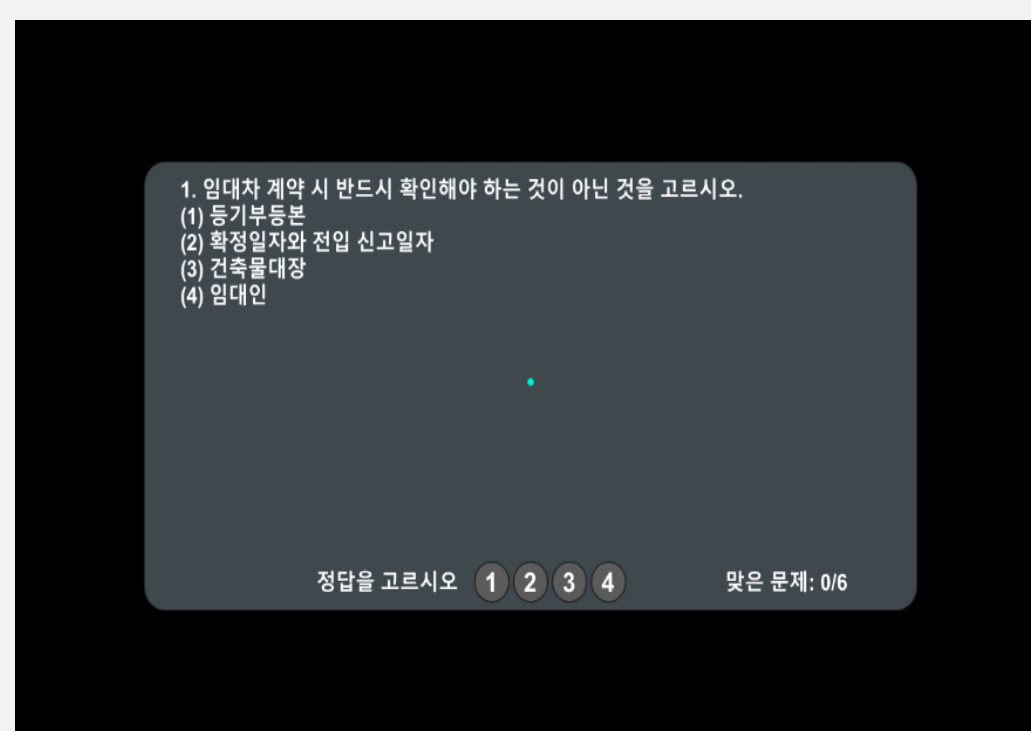 1. 임대차 계약 시 반드시 확인해야 하는 것이 아닌 것을 고르시오.
(1) 등기부등본
(2) 확정일자와 전입 신고일자
(3) 건축물대장
(4) 임대인
정답을 고르시오 1 2 3 4 맞은 문제: 0/6